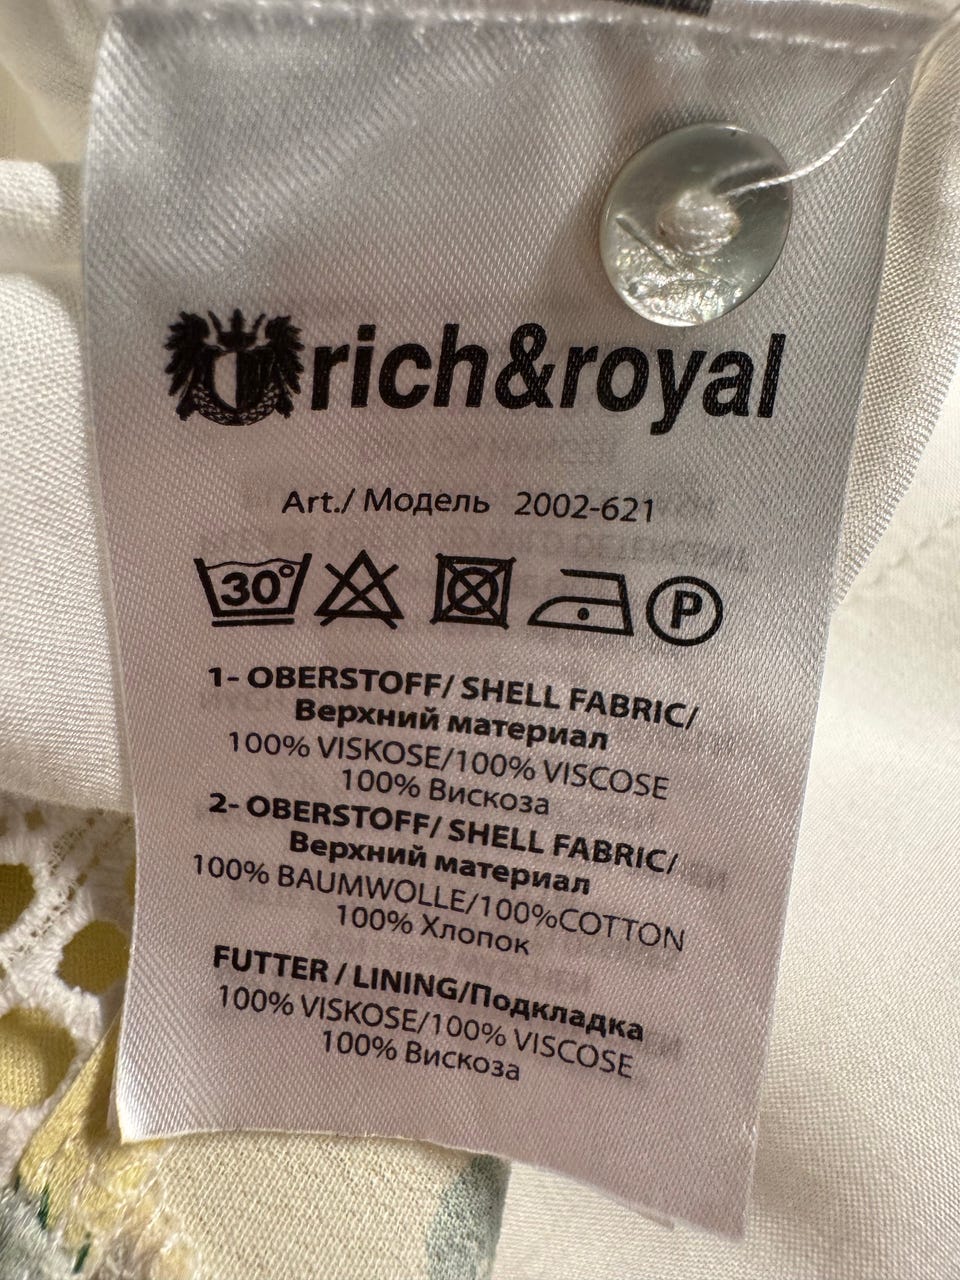 rich&royal
Art./ Модель 2002-621
30°
P
1- OBERSTOFF/ SHELL FABRIC/
Верхний материал
100% VISKOSE/100% VISCOSE
100% Вискоза
2- OBERSTOFF/ SHELL FABRIC/
Верхний материал
100% BAUMWOLLE/100%COTTON
100% Хлопок
FUTTER / LINING/Подкладка
100% VISKOSE/100% VISCOSE
100% Вискоза